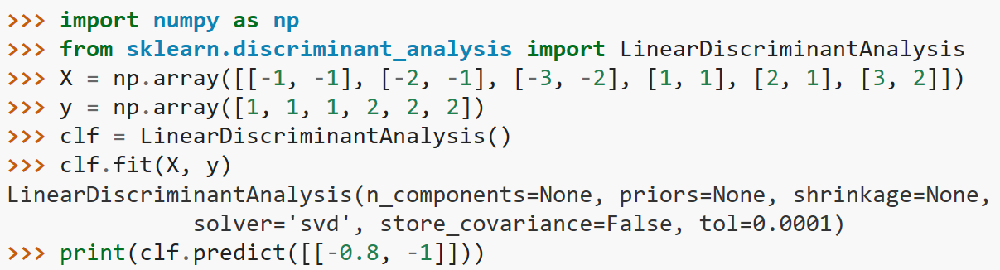 >>> import numpy as np
>>> from sklearn.discriminant_analysis import LinearDiscriminantAnalysis
>>> X = np.array([[-1, -1], [-2, -1], [-3, -2], [1, 1], [2, 1], [3, 2]])
>>> y = np.array([1, 1, 1, 2, 2, 2])
>>> clf = LinearDiscriminantAnalysis()
>>> clf.fit(X, y)
LinearDiscriminantAnalysis(n_components=None, priors=None, shrinkage=None,
              solver='svd', store_covariance=False, tol=0.0001)
>>> print(clf.predict([[-0.8, -1]]))